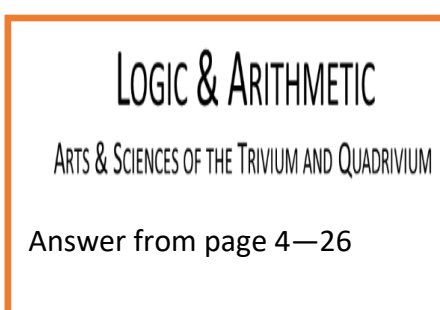 LOGIC & ARITHMETIC
ARTS & SCIENCES OF THE TRIVIUM AND QUADRIVIUM
Answer from page 4—26